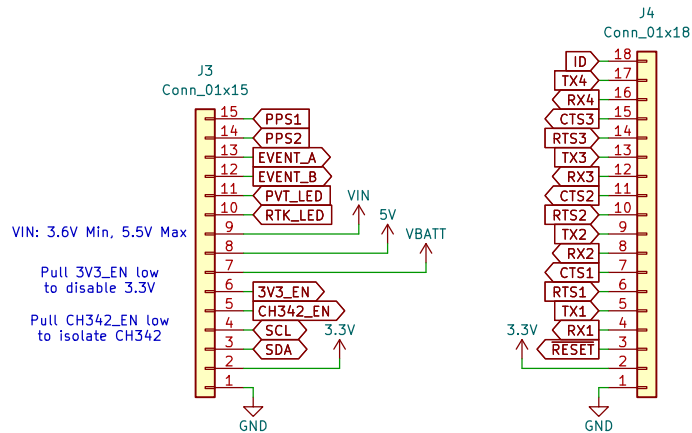 J3
Conn_01x15
15 PPS1
14 PPS2
13 EVENT_A
12 EVENT_B
11 PVT_LED
10 RTK_LED
VIN
9
VIN: 3.6V Min, 5.5V Max
5V
8
VBATT
7
Pull 3V3_EN low
to disable 3.3V
6 3V3_EN
5 CH342_EN
Pull CH342_EN low
to isolate CH342
4 SCL
3 SDA
3.3V
2
1
GND
J4
Conn_01x18
ID 18
TX4 17
RX4 16
CTS3 15
RTS3 14
TX3 13
RX3 12
CTS2 11
RTS2 10
TX2 9
RX2 8
CTS1 7
RTS1 6
TX1 5
RX1 4
RESET 3
3.3V
2
1
GND